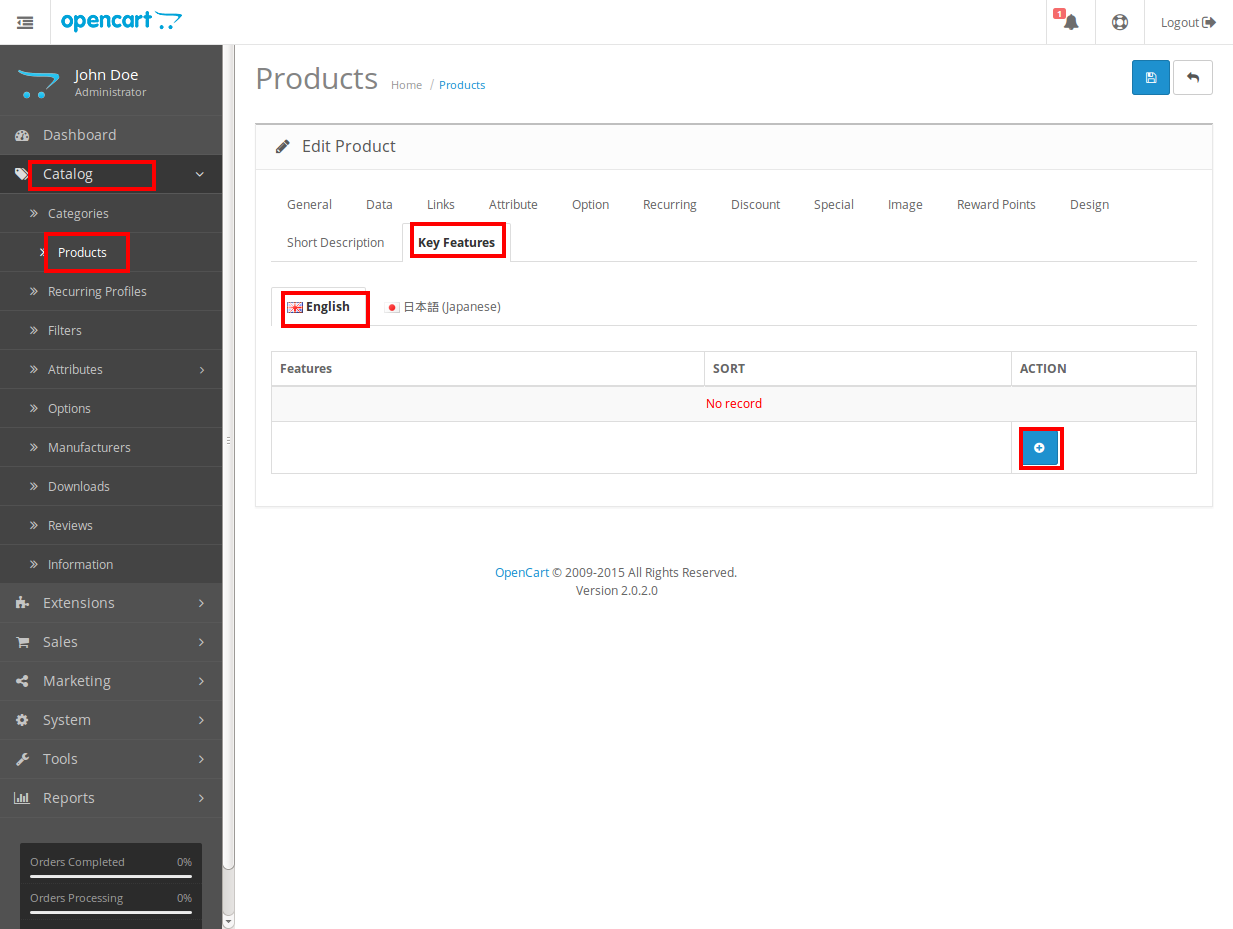 opencart
1
Logout
John Doe
Administrator
Dashboard
Catalog
Categories
Products
Recurring Profiles
Filters
Attributes
Options
Manufacturers
Downloads
Reviews
Information
Extensions
Sales
Marketing
System
Tools
Reports
Orders Completed 0%
Orders Processing 0%
Products Home / Products
Edit Product
General Data Links Attribute Option Recurring Discount Special Image Reward Points Design
Short Description Key Features
English 日本語 (Japanese)
Features SORT ACTION
No record
OpenCart © 2009-2015 All Rights Reserved.
Version 2.0.2.0